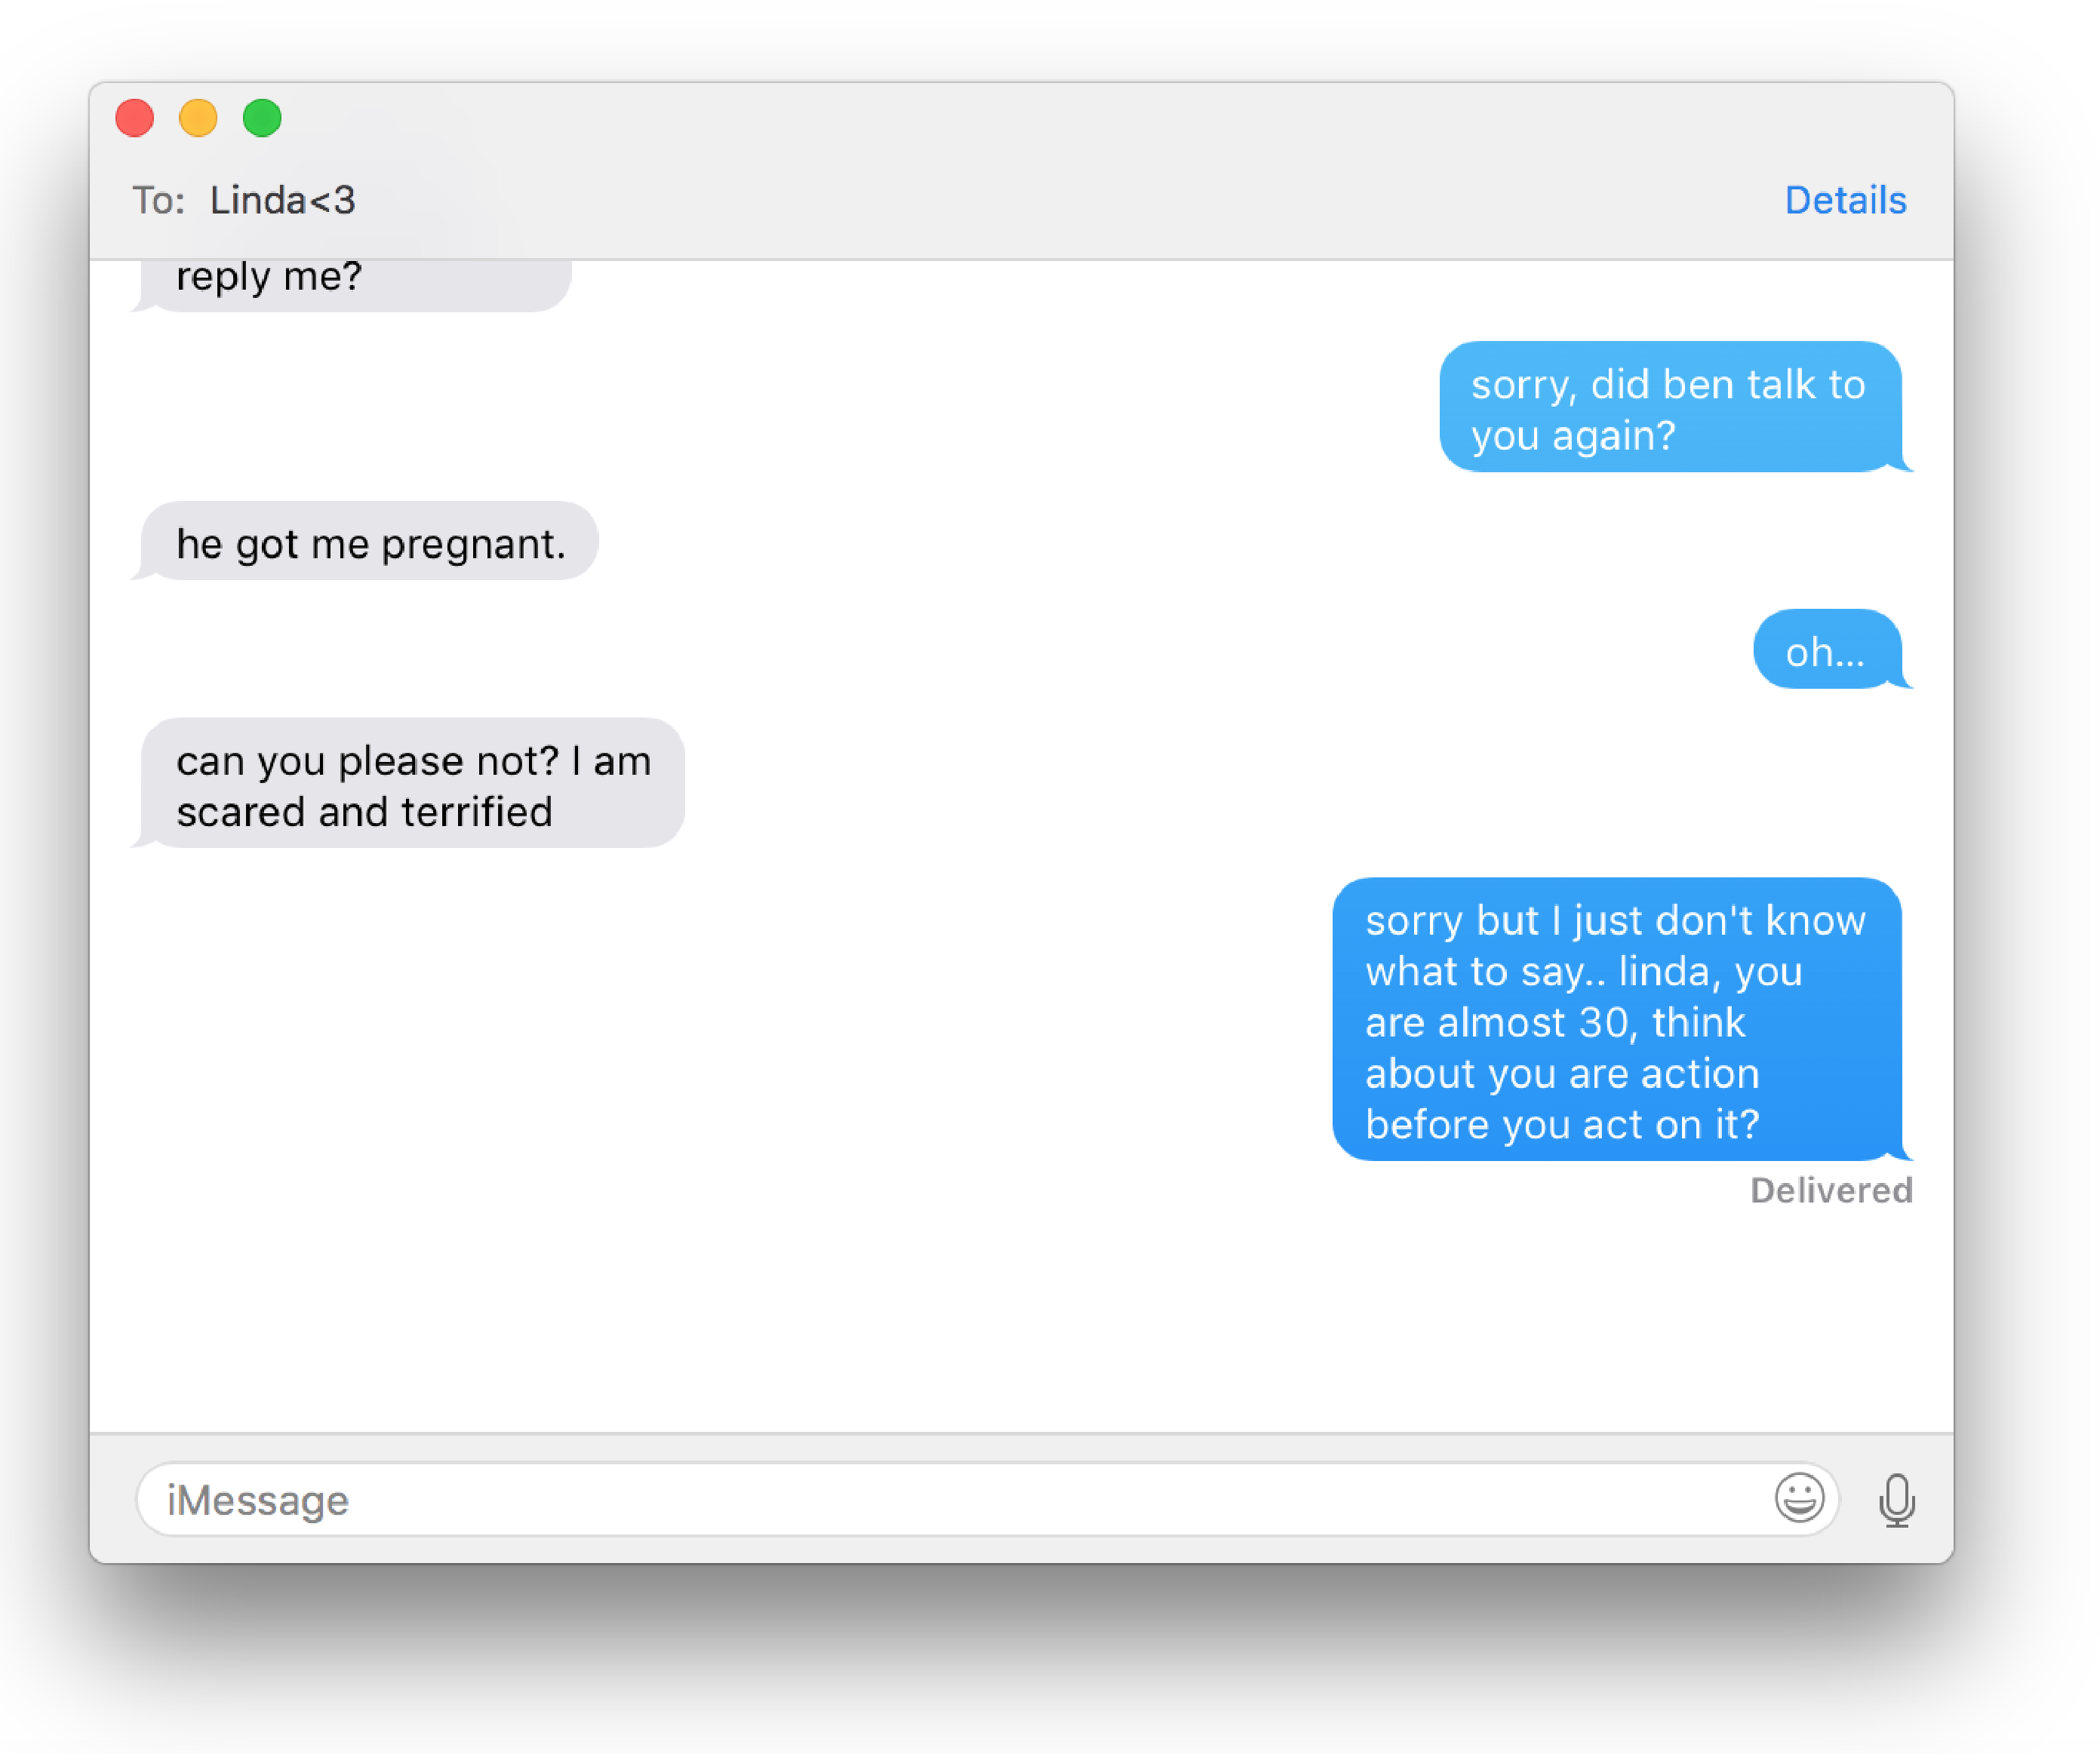 To: Linda<3
Details
reply me?
sorry, did ben talk to
you again?
he got me pregnant.
oh...
can you please not? I am
scared and terrified
sorry but I just don't know
what to say.. linda, you
are almost 30, think
about you are action
before you act on it?
Delivered
iMessage